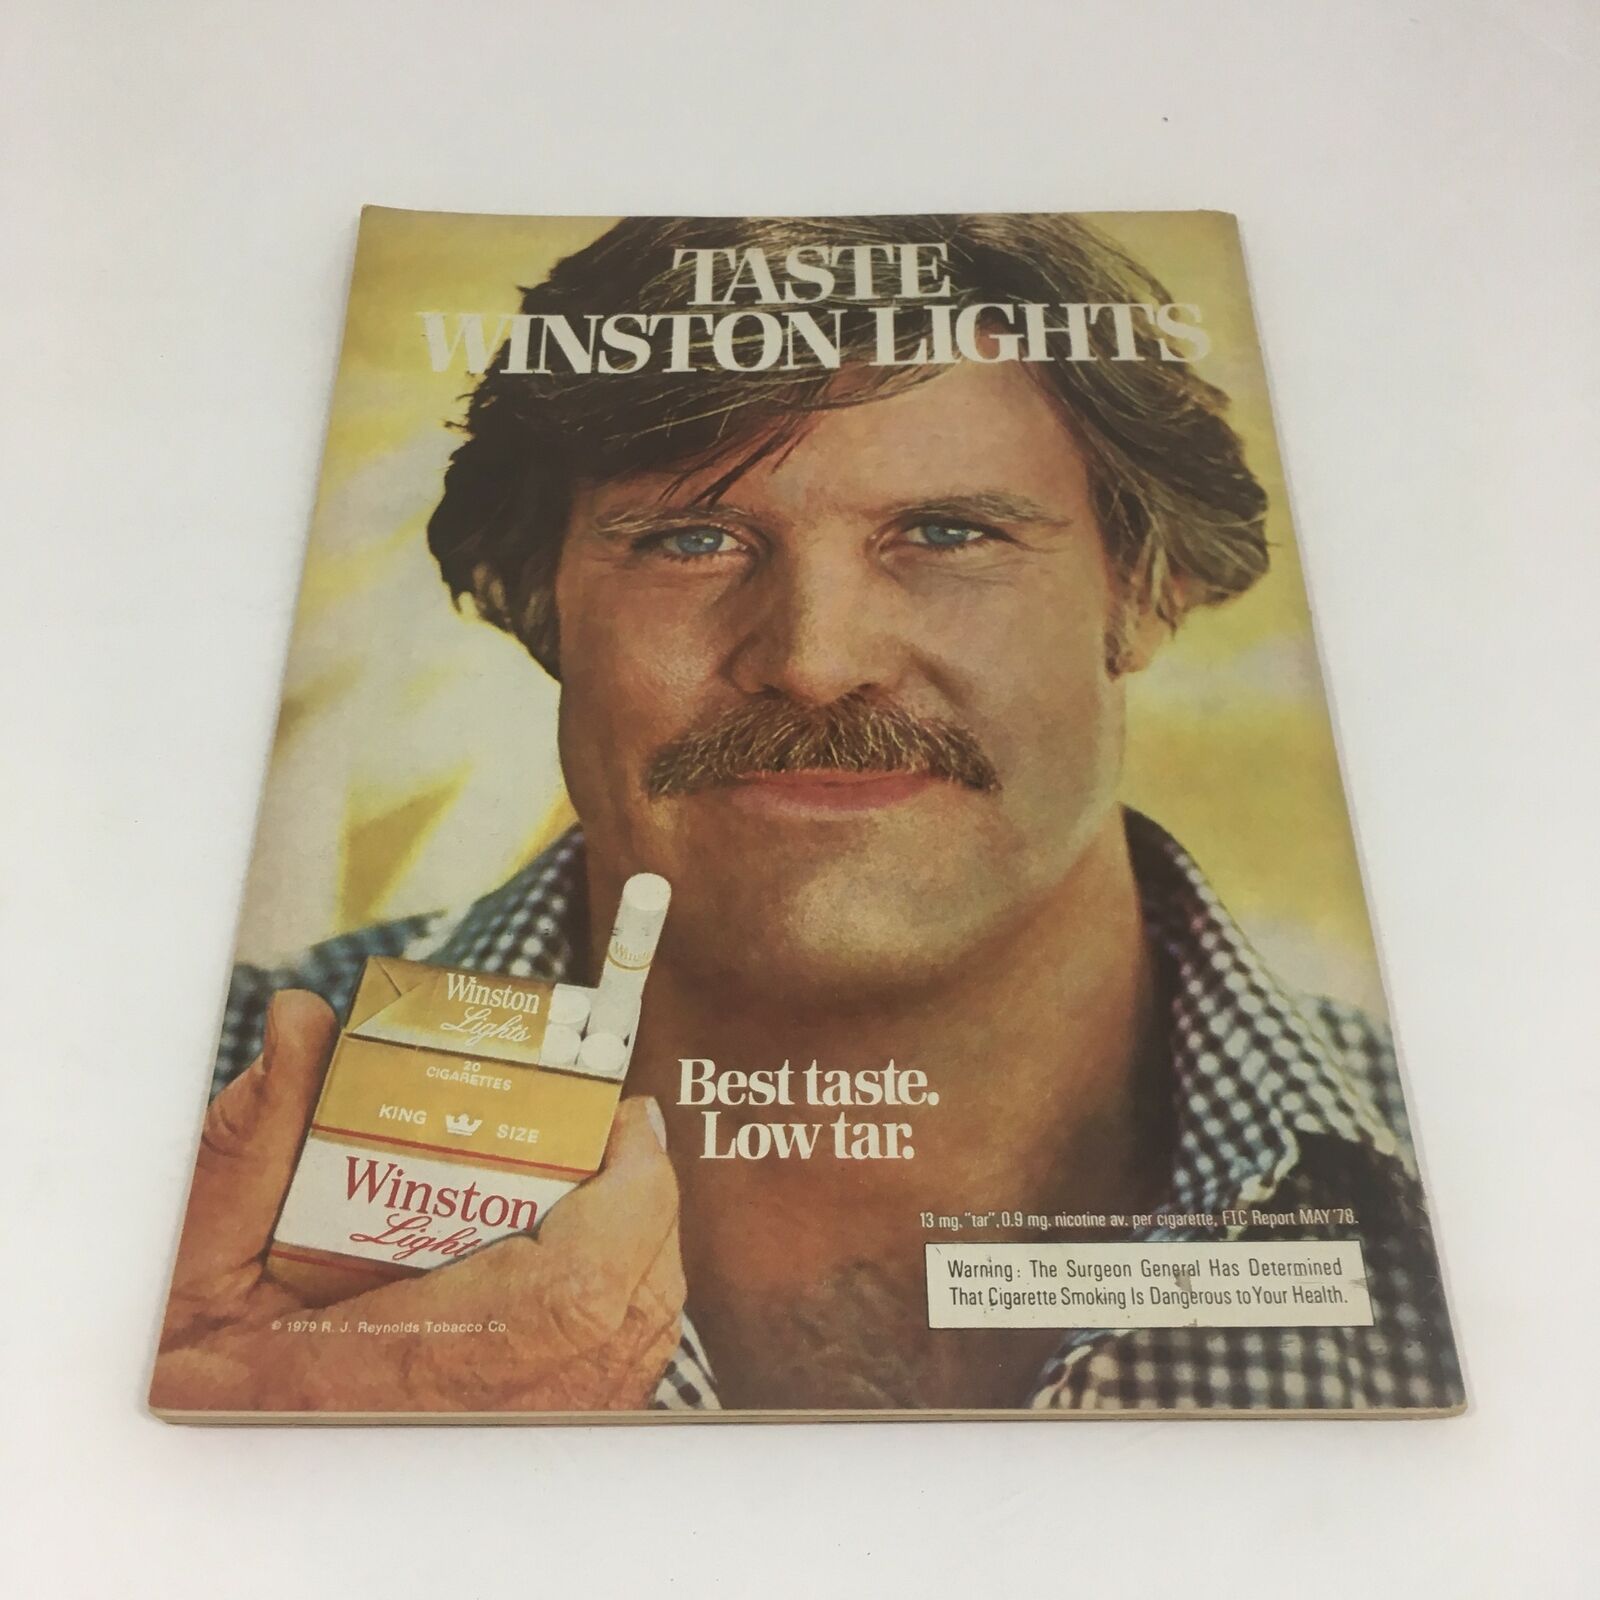 TASTE
WINSTON LIGHTS
Winston
Winston
Lights
20
CIGARETTES
KING SIZE
Winston
Light
Best taste.
Low tar.
13 mg. "tar", 0.9 mg. nicotine av. per cigarette, FTC Report MAY '78.
Warning: The Surgeon General Has Determined
That Cigarette Smoking Is Dangerous to Your Health.
© 1979 R. J. Reynolds Tobacco Co.